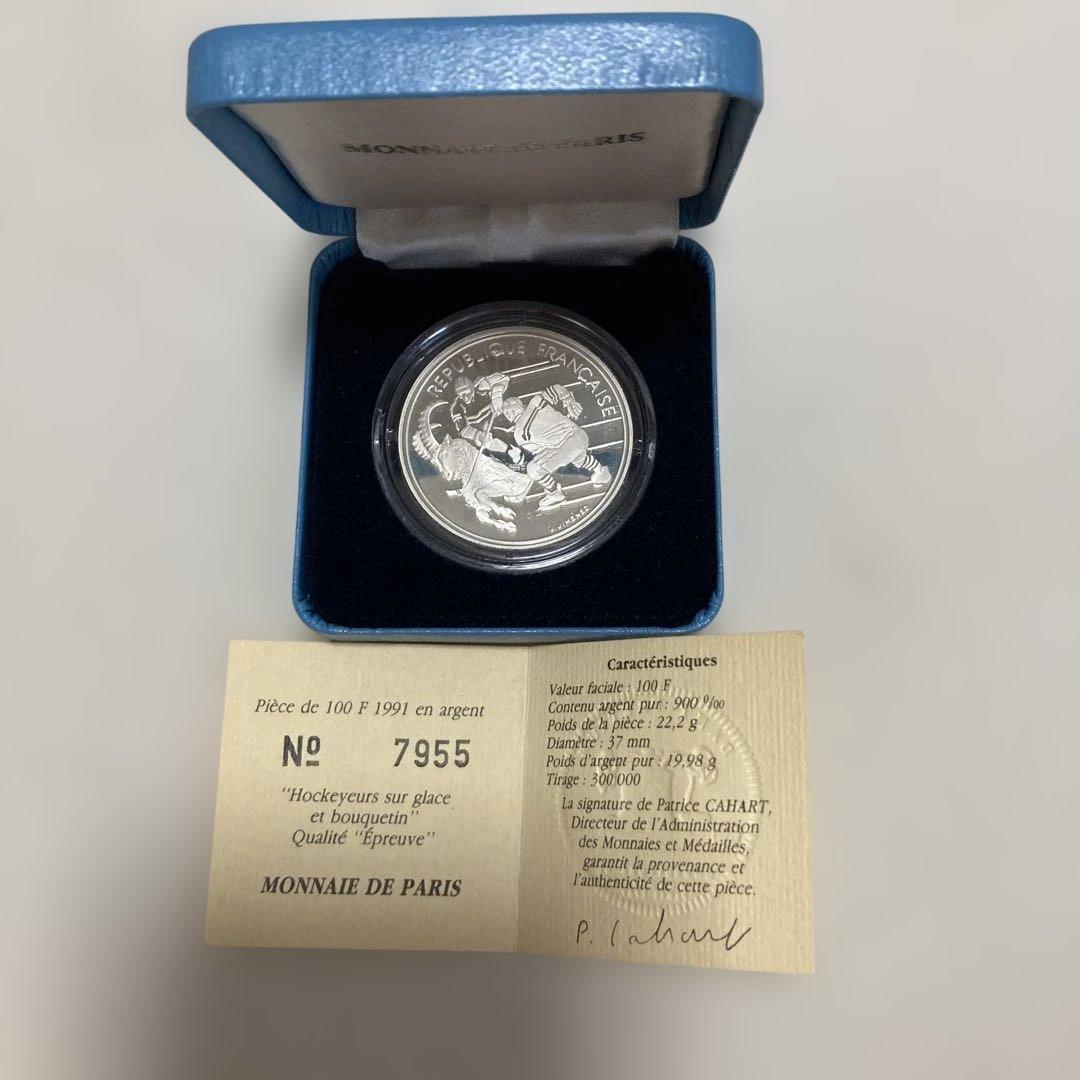 MONNAIE DE PARIS
REPUBLIQUE FRANÇAISE
Pièce de 100 F 1991 en argent
Nº 7955
"Hockeyeurs sur glace
et bouquetin"
Qualité "Épreuve"
MONNAIE DE PARIS
Caractéristiques
Valeur faciale : 100 F
Contenu argent pur : 900 ‰
Poids de la pièce : 22,2 g
Diamètre : 37 mm
Poids d'argent pur : 19,98 g
Tirage : 300 000
La signature de Patrice CAHART,
Directeur de l'Administration
des Monnaies et Médailles,
garantit la provenance et
l'authenticité de cette pièce.
P. Cahart